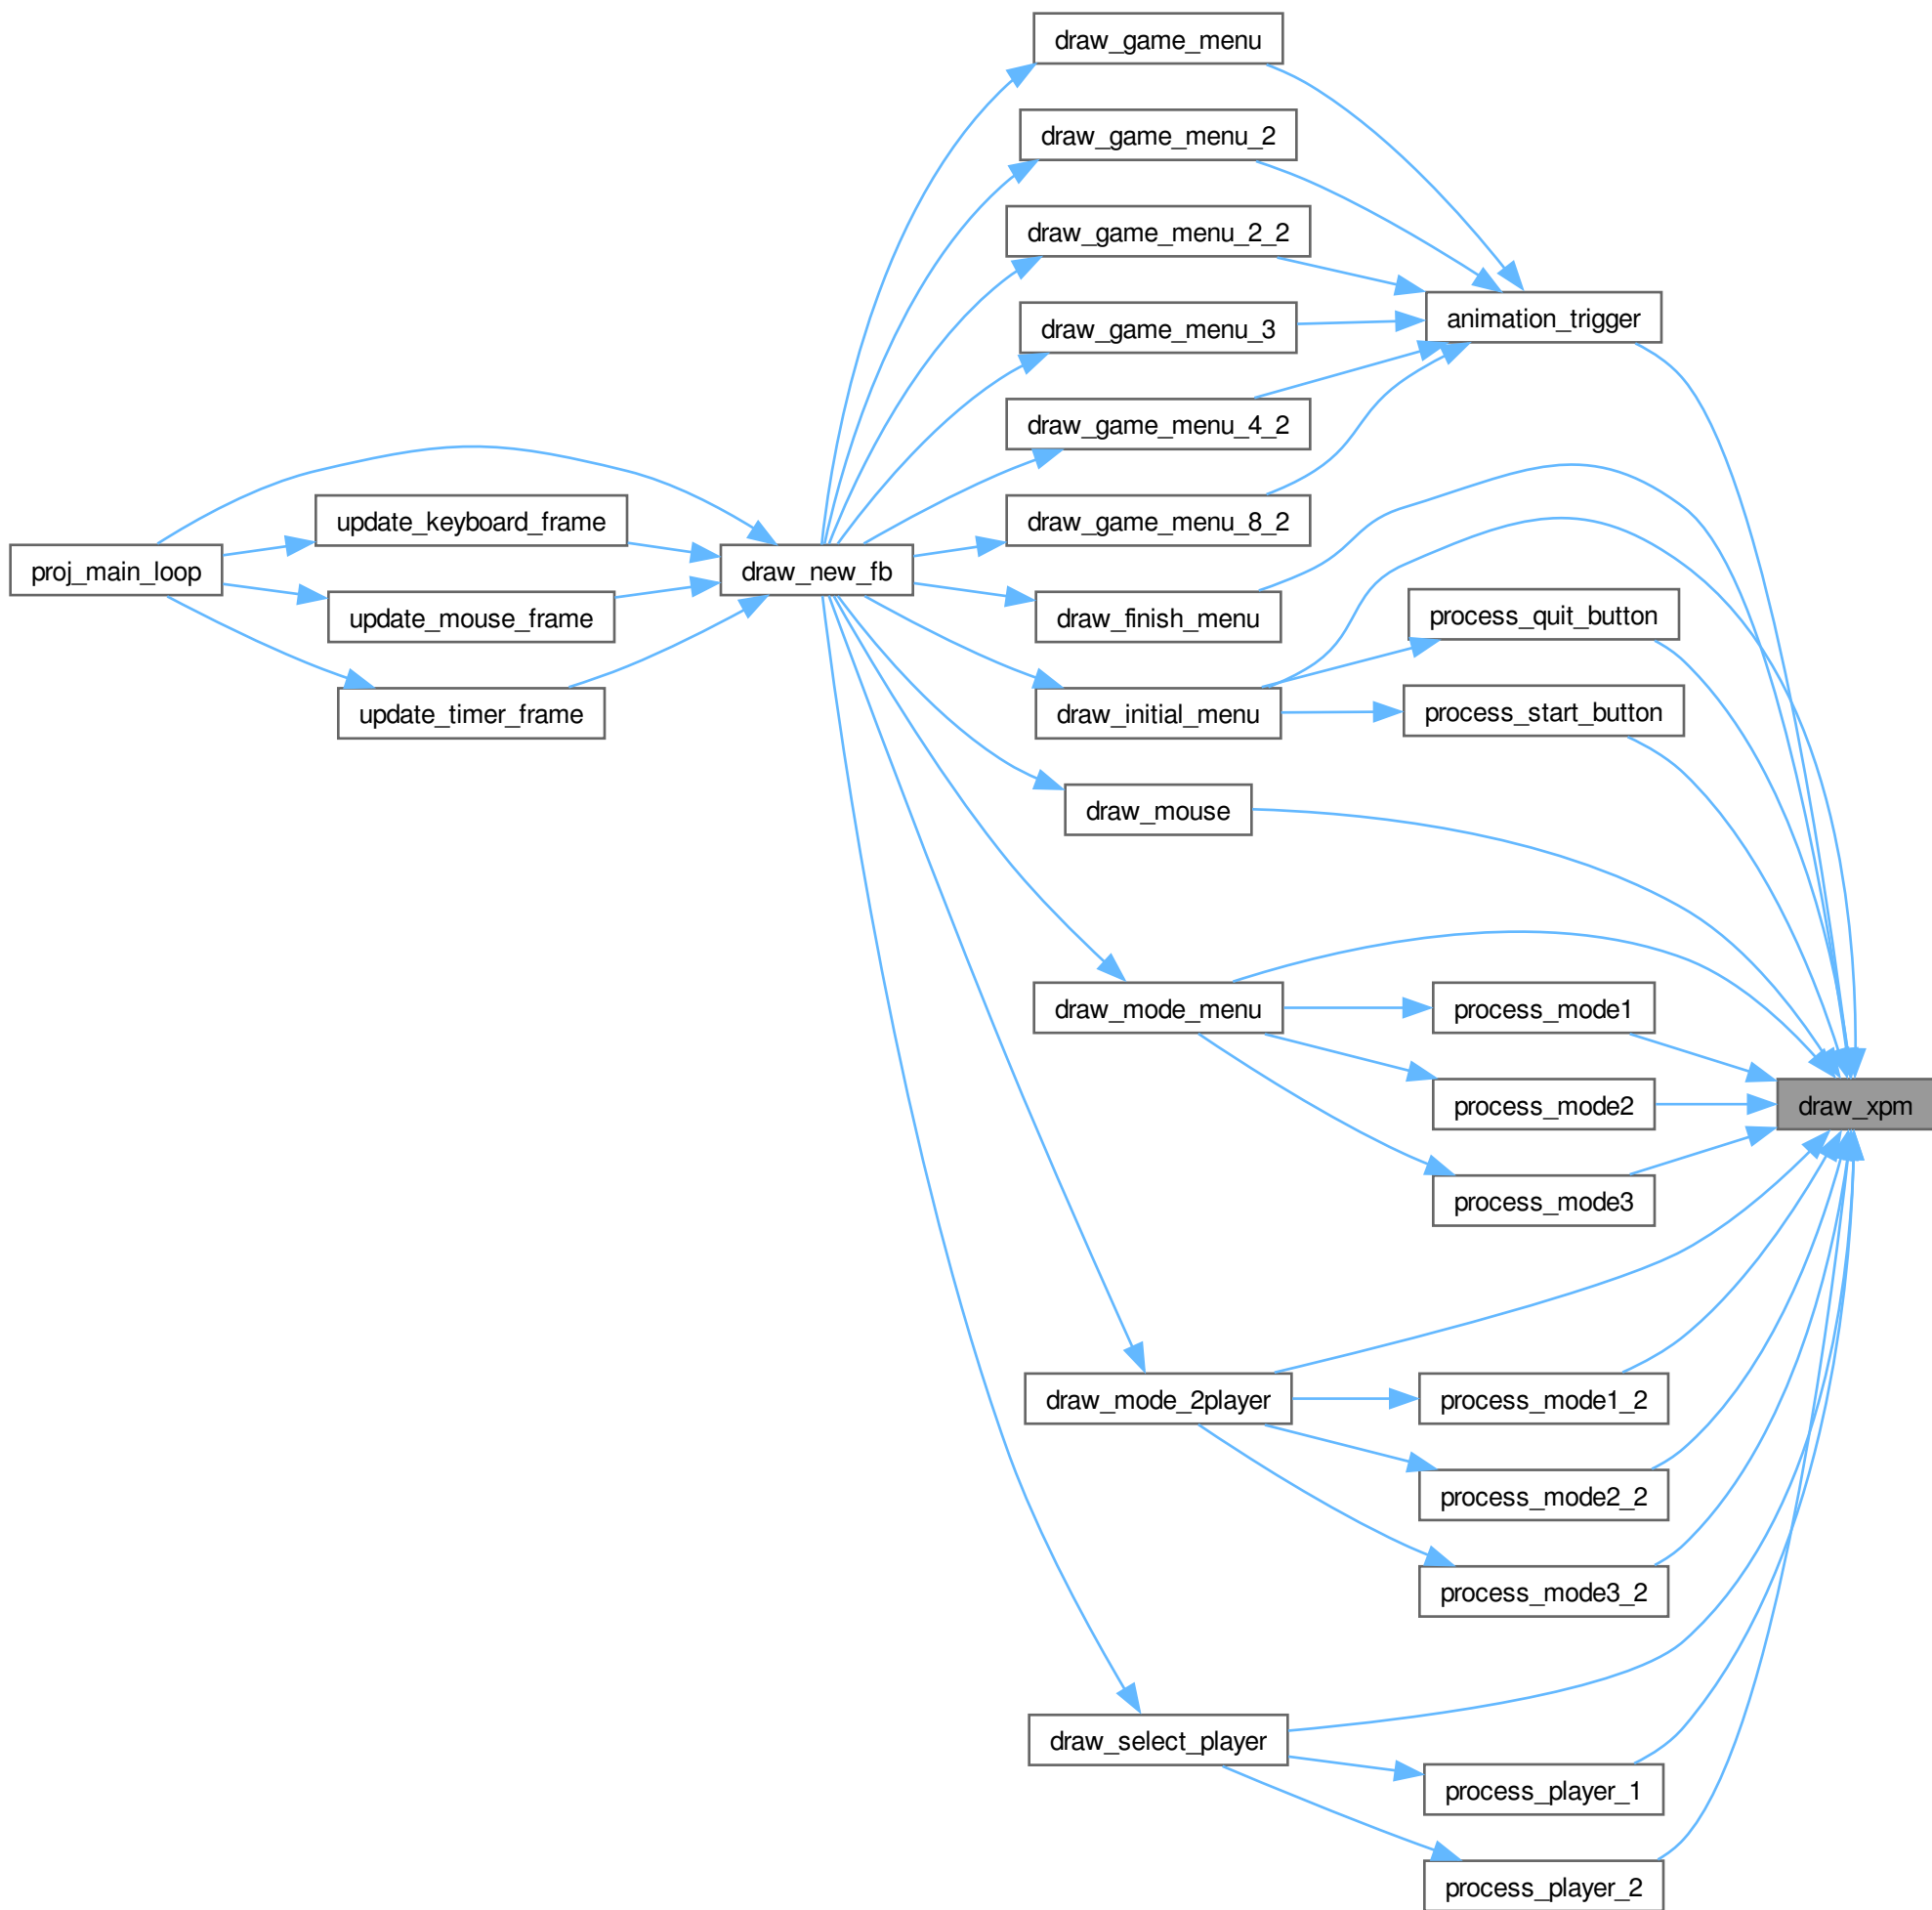 draw_game_menu
draw_game_menu_2
draw_game_menu_2_2
draw_game_menu_3
animation_trigger
draw_game_menu_4_2
update_keyboard_frame
draw_game_menu_8_2
proj_main_loop
draw_new_fb
update_mouse_frame
draw_finish_menu
process_quit_button
update_timer_frame
draw_initial_menu
process_start_button
draw_mouse
draw_mode_menu
process_mode1
process_mode2
draw_xpm
process_mode3
draw_mode_2player
process_mode1_2
process_mode2_2
process_mode3_2
draw_select_player
process_player_1
process_player_2